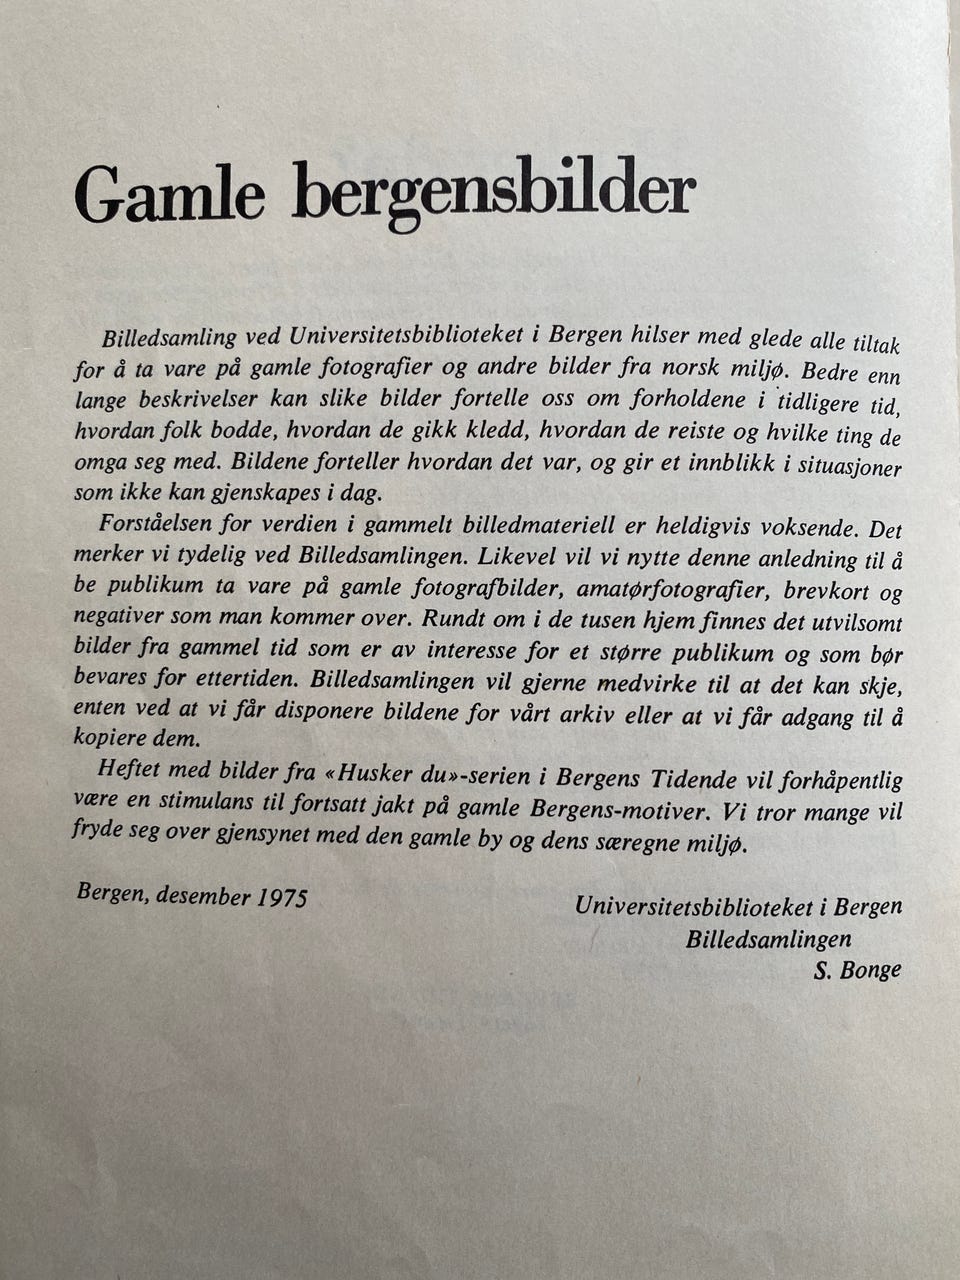 Gamle bergensbilder
Billedsamling ved Universitetsbiblioteket i Bergen hilser med glede alle tiltak
for å ta vare på gamle fotografier og andre bilder fra norsk miljø. Bedre enn
lange beskrivelser kan slike bilder fortelle oss om forholdene i tidligere tid,
hvordan folk bodde, hvordan de gikk kledd, hvordan de reiste og hvilke ting de
omga seg med. Bildene forteller hvordan det var, og gir et innblikk i situasjoner
som ikke kan gjenskapes i dag.
Forståelsen for verdien i gammelt billedmateriell er heldigvis voksende. Det
merker vi tydelig ved Billedsamlingen. Likevel vil vi nytte denne anledning til å
be publikum ta vare på gamle fotografbilder, amatørfotografier, brevkort og
negativer som man kommer over. Rundt om i de tusen hjem finnes det utvilsomt
bilder fra gammel tid som er av interesse for et større publikum og som bør
bevares for ettertiden. Billedsamlingen vil gjerne medvirke til at det kan skje,
enten ved at vi får disponere bildene for vårt arkiv eller at vi får adgang til å
kopiere dem.
Heftet med bilder fra «Husker du»-serien i Bergens Tidende vil forhåpentlig
være en stimulans til fortsatt jakt på gamle Bergens-motiver. Vi tror mange vil
fryde seg over gjensynet med den gamle by og dens særegne miljø.
Bergen, desember 1975
Universitetsbiblioteket i Bergen
Billedsamlingen
S. Bonge